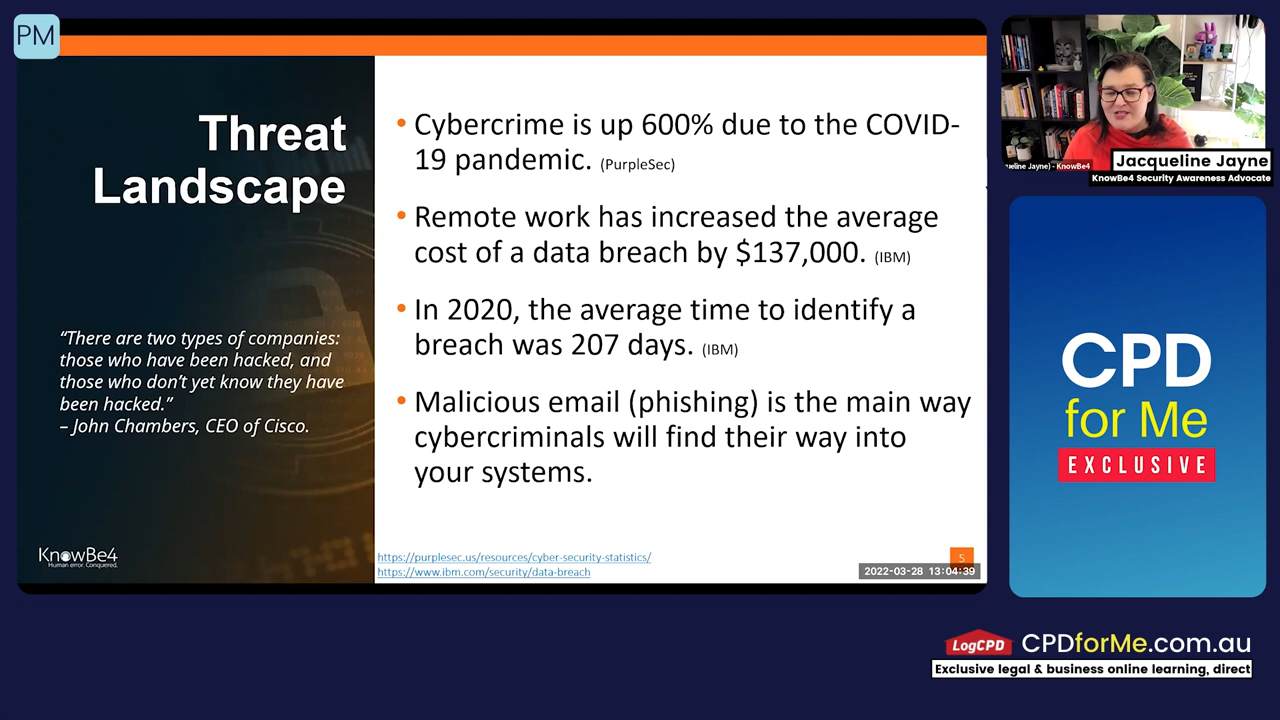 PM
Threat
Landscape
“There are two types of companies:
those who have been hacked, and
those who don’t yet know they have
been hacked.”
– John Chambers, CEO of Cisco.
KnowBe4
Human error. Conquered.
• Cybercrime is up 600% due to the COVID-
19 pandemic. (PurpleSec)
• Remote work has increased the average
cost of a data breach by $137,000. (IBM)
• In 2020, the average time to identify a
breach was 207 days. (IBM)
• Malicious email (phishing) is the main way
cybercriminals will find their way into
your systems.
https://purplesec.us/resources/cyber-security-statistics/
https://www.ibm.com/security/data-breach
5
2022-03-28 13:04:39
Jayne) - KnowBe4
Jacqueline Jayne
KnowBe4 Security Awareness Advocate
CPD
for Me
EXCLUSIVE
LogCPD
CPDforMe.com.au
Exclusive legal & business online learning, direct